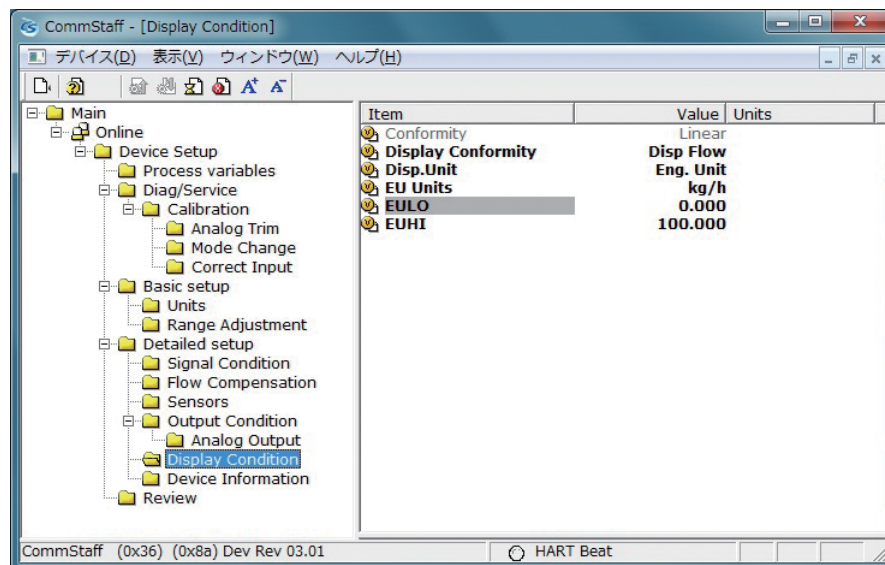 CommStaff - [Display Condition]
デバイス(D) 表示(V) ウィンドウ(W) ヘルプ(H)
Main
Online
Device Setup
Process variables
Diag/Service
Calibration
Analog Trim
Mode Change
Correct Input
Basic setup
Units
Range Adjustment
Detailed setup
Signal Condition
Flow Compensation
Sensors
Output Condition
Analog Output
Display Condition
Device Information
Review
Item Value Units
Conformity Linear
Display Conformity Disp Flow
Disp.Unit Eng. Unit
EU Units kg/h
EULO 0.000
EUHI 100.000
CommStaff (0x36) (0x8a) Dev Rev 03.01 HART Beat